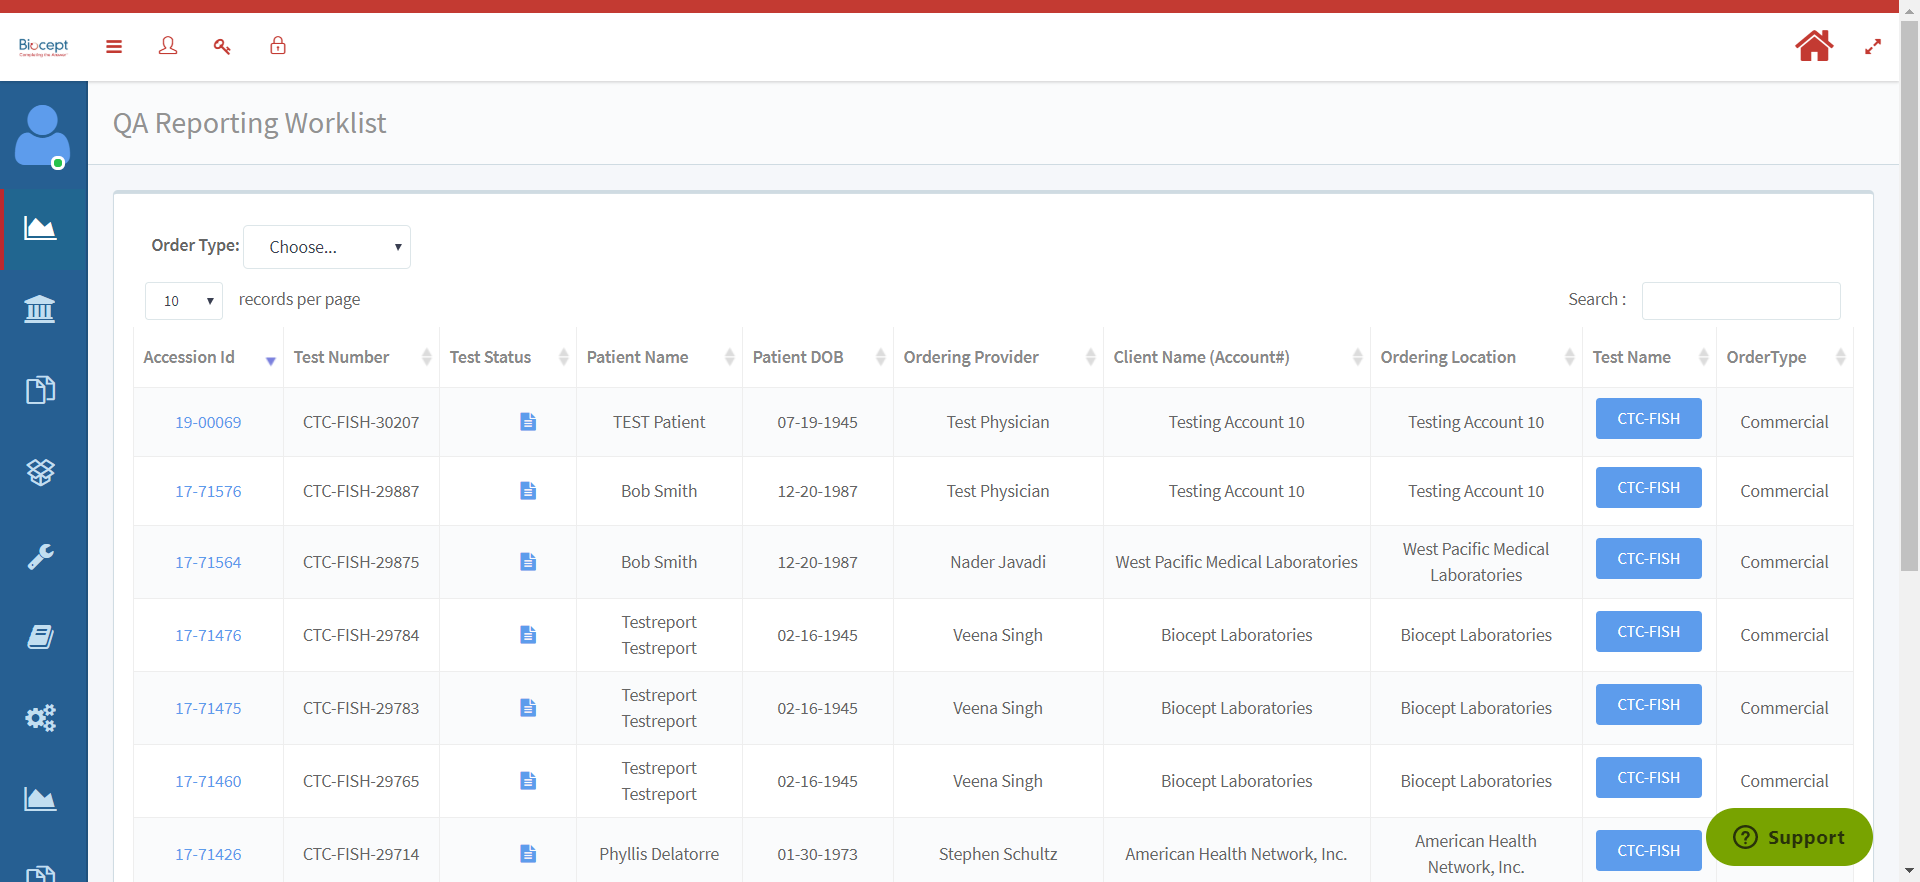 Biocept
QA Reporting Worklist
Order Type: Choose...
10 records per page Search :
Accession Id Test Number Test Status Patient Name Patient DOB Ordering Provider Client Name (Account#) Ordering Location Test Name OrderType
19-00069 CTC-FISH-30207 TEST Patient 07-19-1945 Test Physician Testing Account 10 Testing Account 10 CTC-FISH Commercial
17-71576 CTC-FISH-29887 Bob Smith 12-20-1987 Test Physician Testing Account 10 Testing Account 10 CTC-FISH Commercial
17-71564 CTC-FISH-29875 Bob Smith 12-20-1987 Nader Javadi West Pacific Medical Laboratories West Pacific Medical
Laboratories CTC-FISH Commercial
17-71476 CTC-FISH-29784 Testreport
Testreport 02-16-1945 Veena Singh Biocept Laboratories Biocept Laboratories CTC-FISH Commercial
17-71475 CTC-FISH-29783 Testreport
Testreport 02-16-1945 Veena Singh Biocept Laboratories Biocept Laboratories CTC-FISH Commercial
17-71460 CTC-FISH-29765 Testreport
Testreport 02-16-1945 Veena Singh Biocept Laboratories Biocept Laboratories CTC-FISH Commercial
17-71426 CTC-FISH-29714 Phyllis Delatorre 01-30-1973 Stephen Schultz American Health Network, Inc. American Health
Network, Inc. CTC-FISH
Support